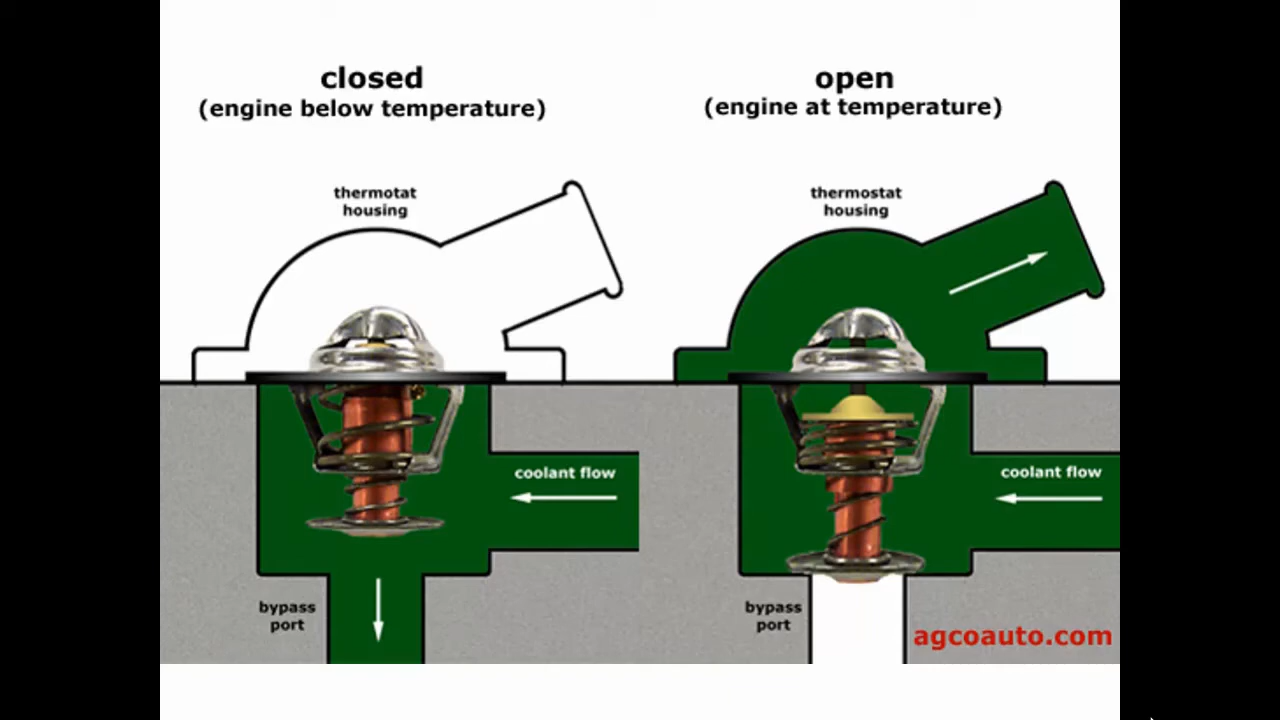 closed
(engine below temperature)
thermotat
housing
coolant flow
bypass
port
open
(engine at temperature)
thermostat
housing
coolant flow
bypass
port
agcoauto.com